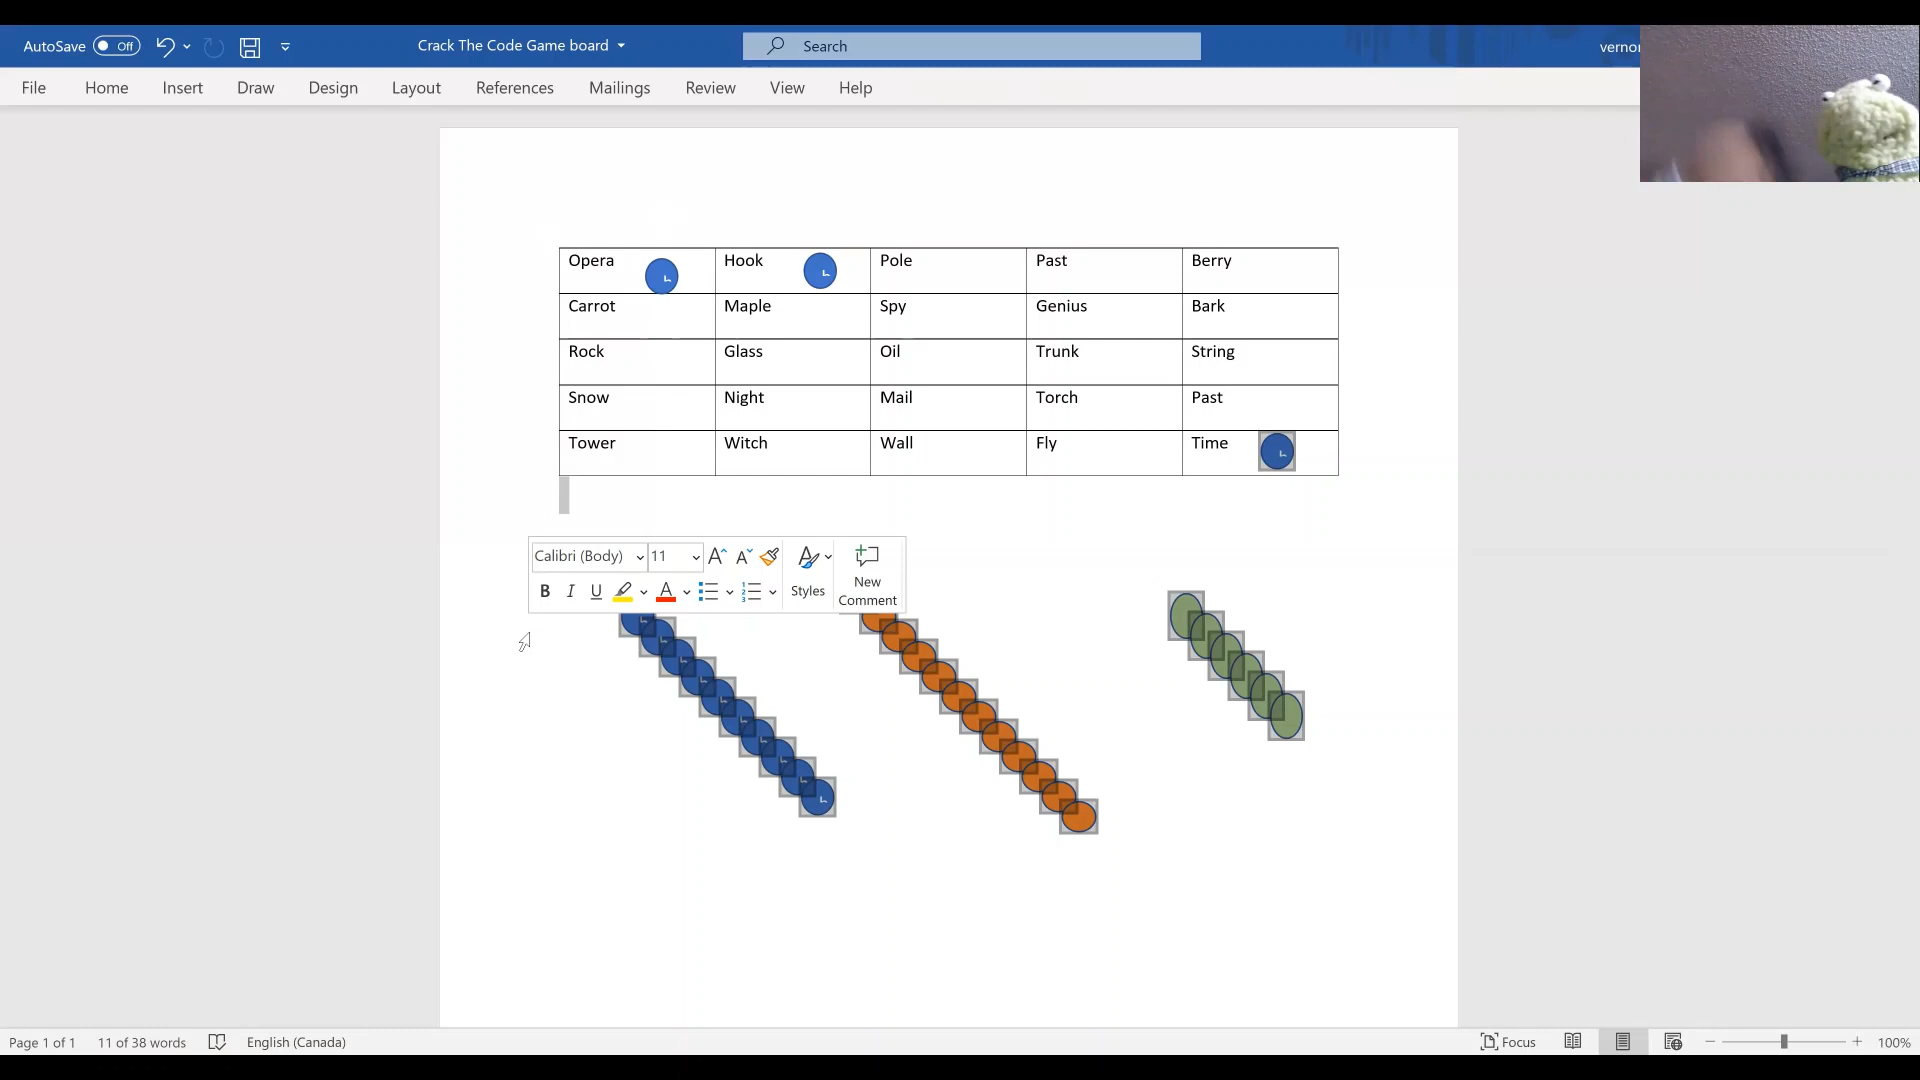 AutoSave Off Crack The Code Game board Search
File Home Insert Draw Design Layout References Mailings Review View Help
Opera Hook Pole Past Berry
Carrot Maple Spy Genius Bark
Rock Glass Oil Trunk String
Snow Night Mail Torch Past
Tower Witch Wall Fly Time
Calibri (Body) 11
B I U Styles New
Comment
Page 1 of 1 11 of 38 words English (Canada) Focus 100%